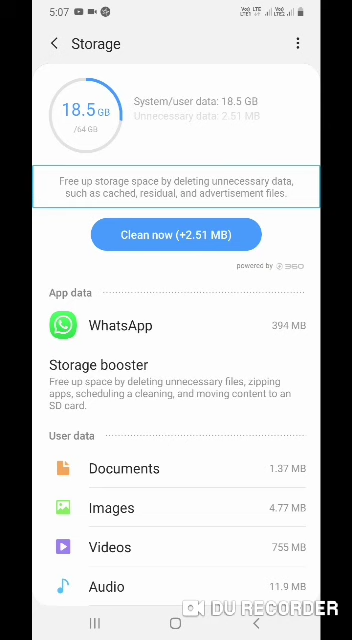 5:07
Storage
18.5 GB
/64 GB
System/user data: 18.5 GB
Unnecessary data: 2.51 MB
Free up storage space by deleting unnecessary data,
such as cached, residual, and advertisement files.
Clean now (+2.51 MB)
powered by 360
App data
WhatsApp 394 MB
Storage booster
Free up space by deleting unnecessary files, zipping
apps, scheduling a cleaning, and moving content to an
SD card.
User data
Documents 1.37 MB
Images 4.77 MB
Videos 755 MB
Audio 11.9 MB
DU RECORDER